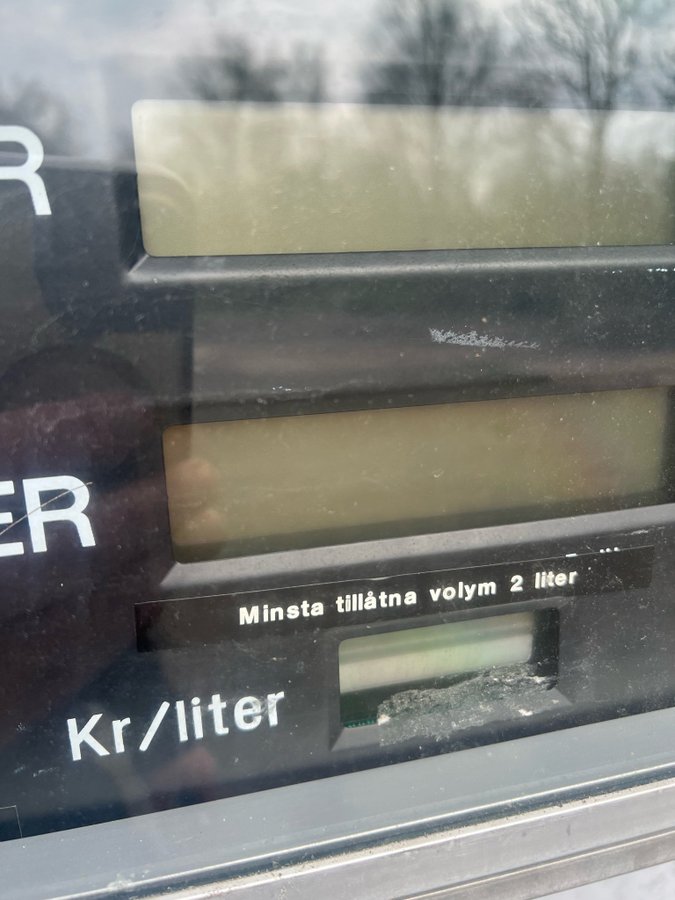 R
ER
Minsta tillåtna volym 2 liter
Kr/liter